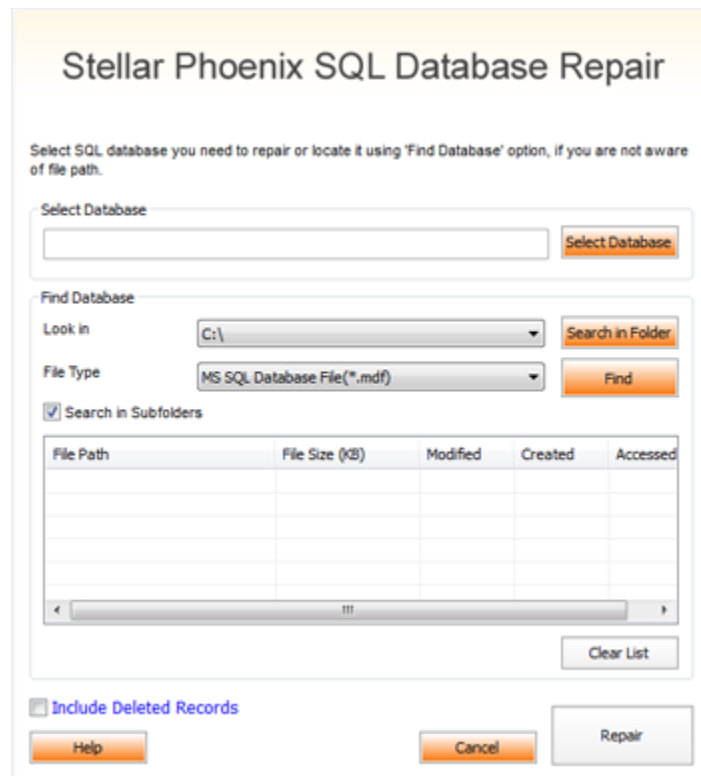 Stellar Phoenix SQL Database Repair
Select SQL database you need to repair or locate it using 'Find Database' option, if you are not aware
of file path.
Select Database
Select Database
Find Database
Look in
C:\
Search in Folder
File Type
MS SQL Database File(*.mdf)
Find
Search in Subfolders
File Path File Size (KB) Modified Created Accessed
Clear List
Include Deleted Records
Help
Cancel
Repair